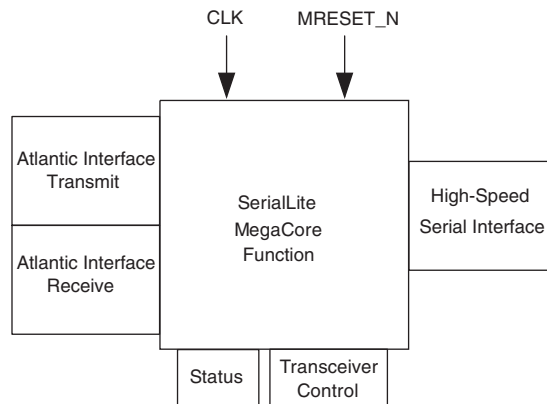 CLK
MRESET_N
Atlantic Interface
Transmit
SerialLite
MegaCore
Function
High-Speed
Serial Interface
Atlantic Interface
Receive
Status
Transceiver
Control